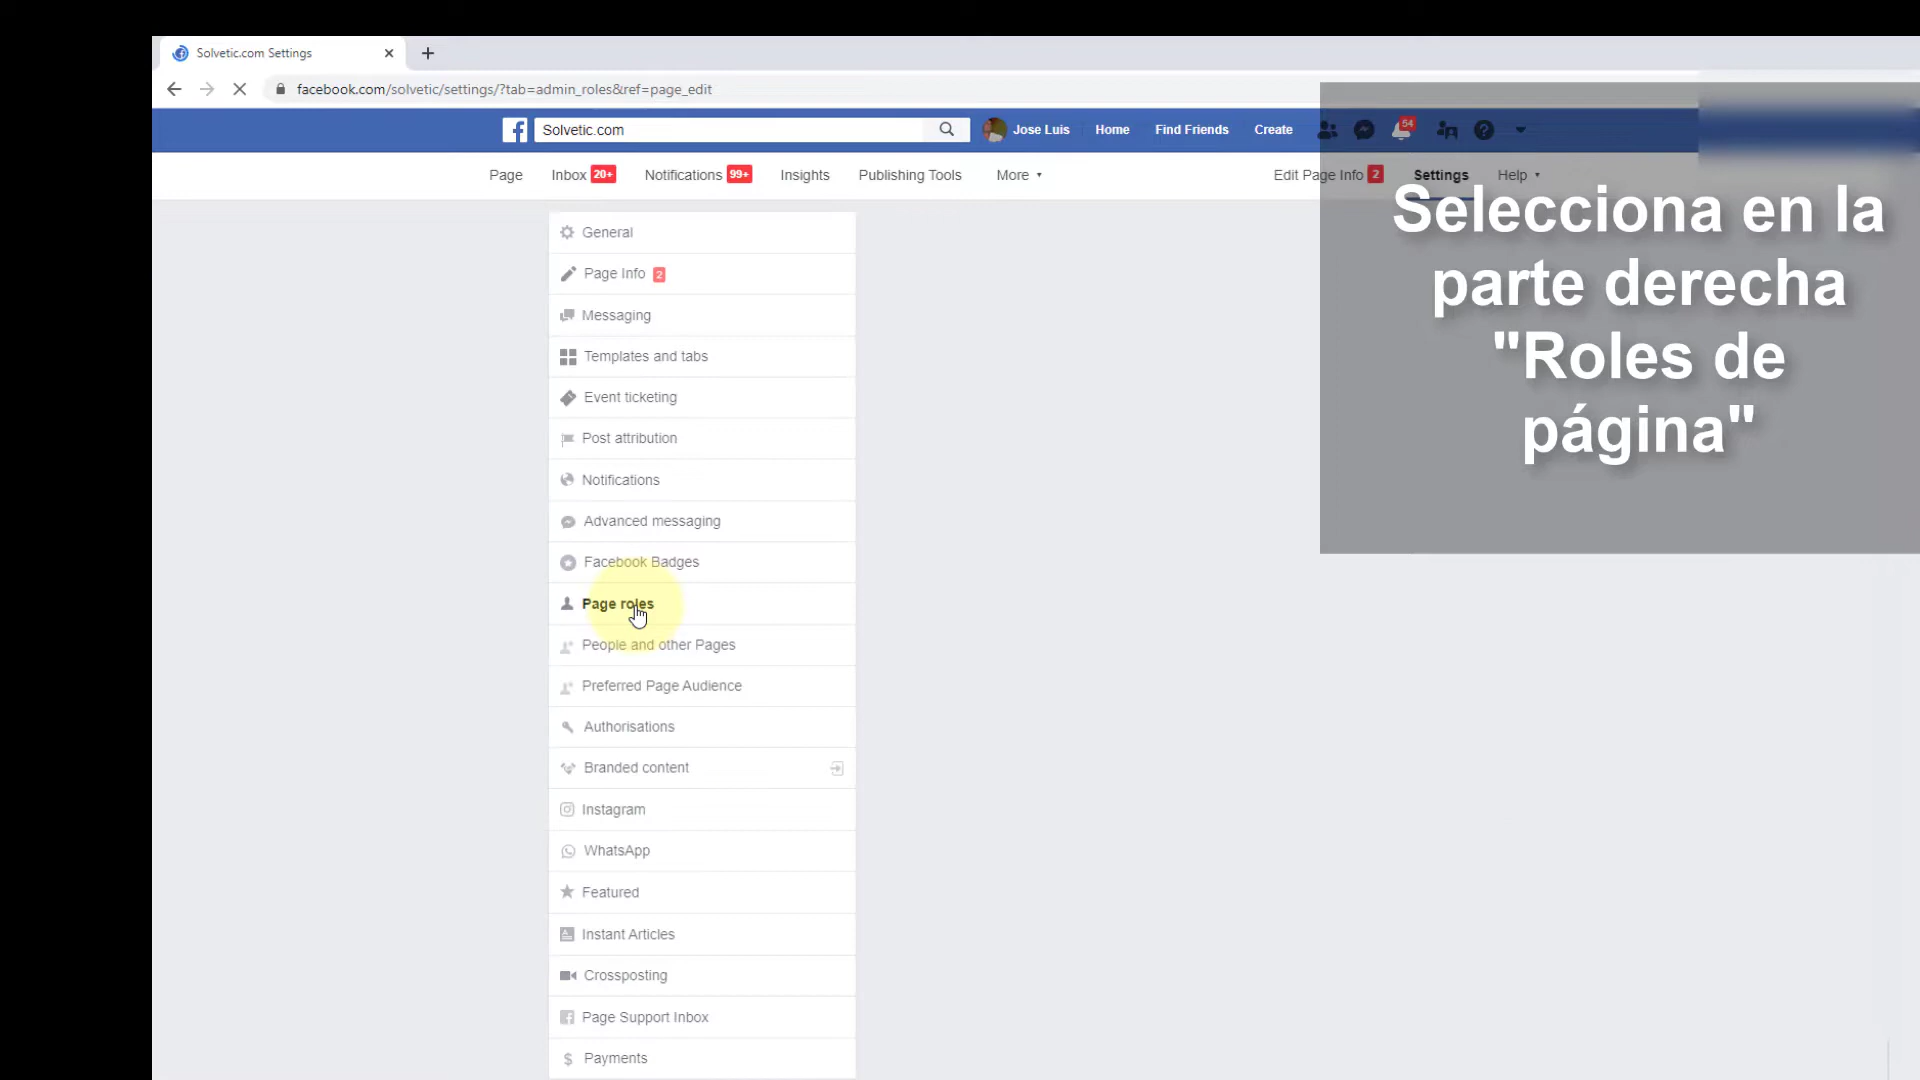 Solvetic.com Settings
facebook.com/solvetic/settings/?tab=admin_roles&ref=page_edit
Solvetic.com
Jose Luis Home Find Friends Create 54
Page Inbox 20+ Notifications 99+ Insights Publishing Tools More Edit Page Info 2 Settings Help
Selecciona en la
parte derecha
"Roles de
página"
General
Page Info 2
Messaging
Templates and tabs
Event ticketing
Post attribution
Notifications
Advanced messaging
Facebook Badges
Page roles
People and other Pages
Preferred Page Audience
Authorisations
Branded content
Instagram
WhatsApp
Featured
Instant Articles
Crossposting
Page Support Inbox
Payments